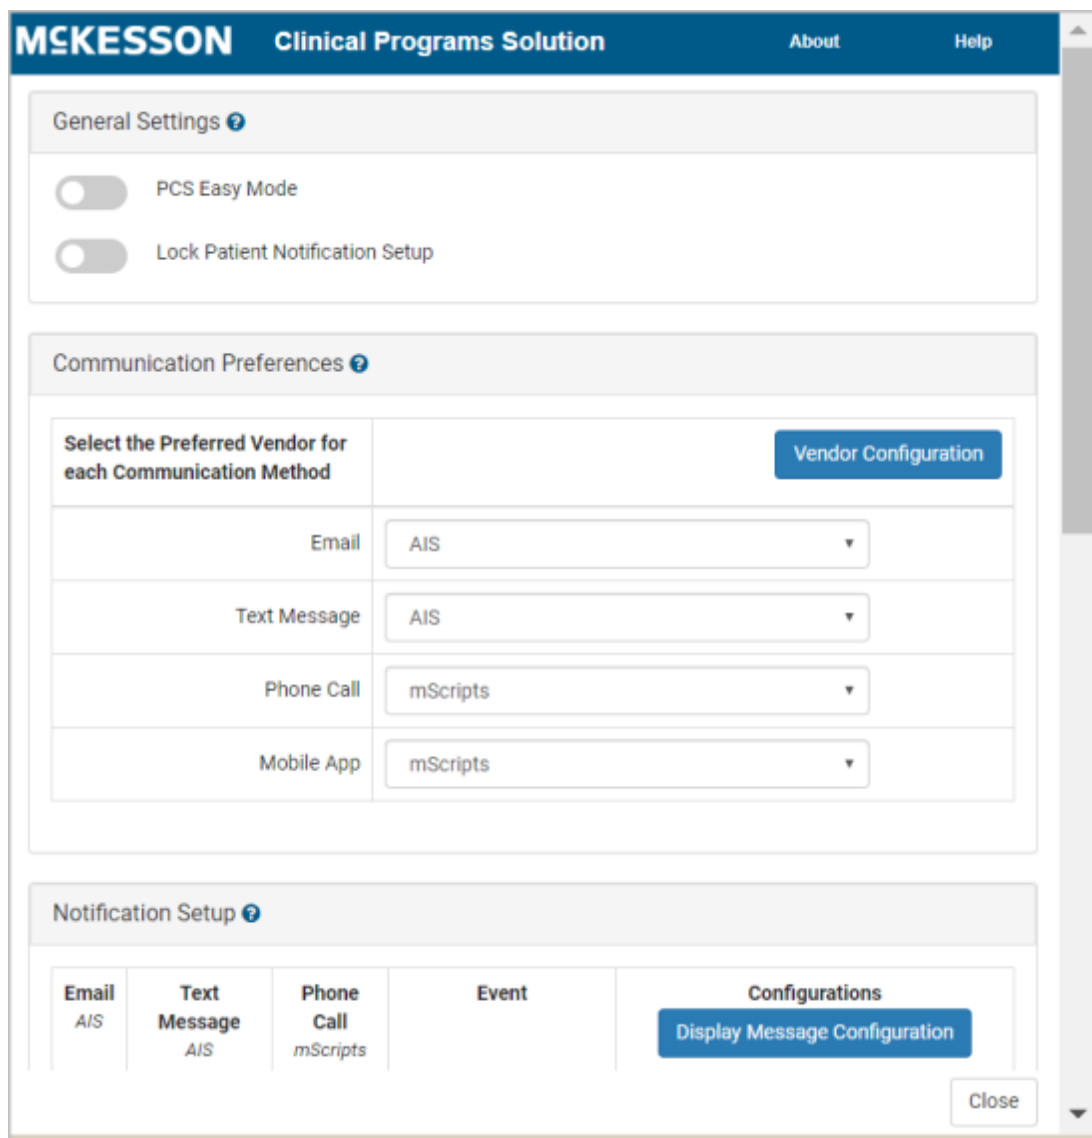 MCKESSON Clinical Programs Solution About Help
General Settings ?
PCS Easy Mode
Lock Patient Notification Setup
Communication Preferences ?
Select the Preferred Vendor for
each Communication Method
Vendor Configuration
Email AIS
Text Message AIS
Phone Call mScripts
Mobile App mScripts
Notification Setup ?
Email
AIS
Text
Message
AIS
Phone
Call
mScripts
Event
Configurations
Display Message Configuration
Close